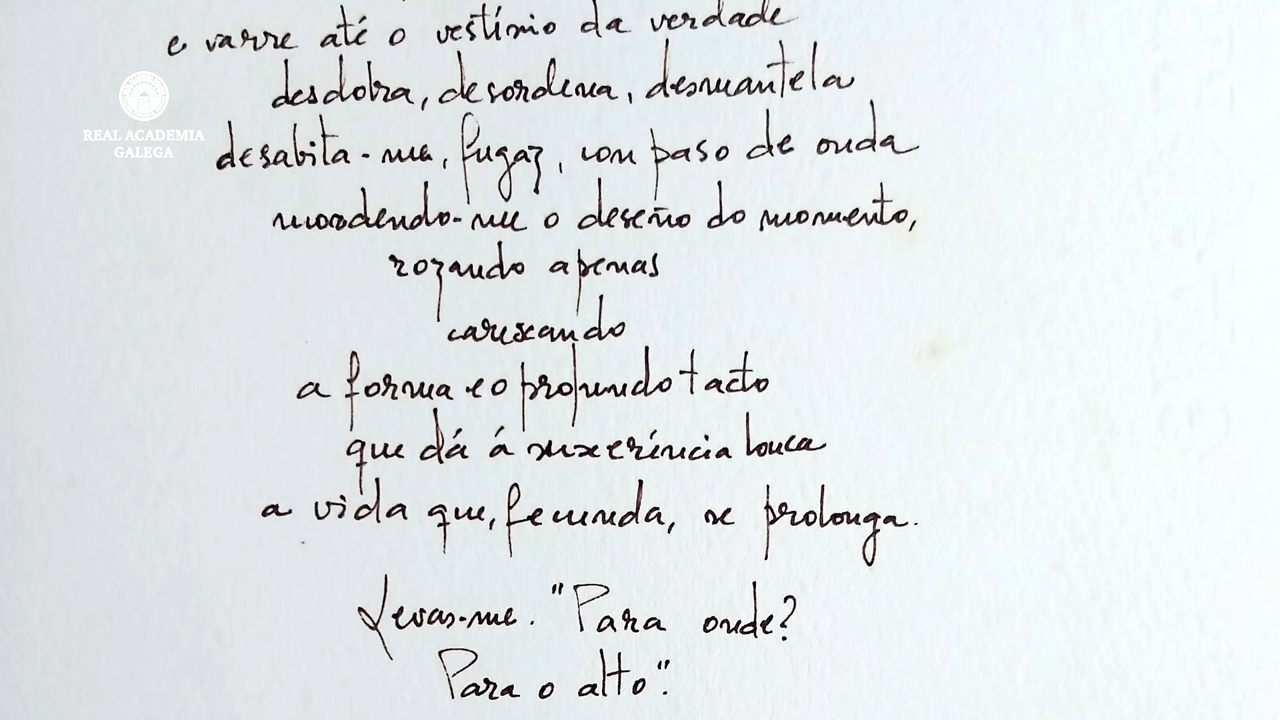 e varre até o vestíxio da verdade
desdobra, desordena, desmantela
REAL ACADEMIA
GALEGA
desabita-me, fugaz, con paso de onda
mordendo-me o deseño do momento,
rozando apenas
carexando
a forma e o profundo tacto
que dá á suxerincia louca
a vida que, fecunda, se prolonga.
Levas-me. "Para onde?
Para o alto".